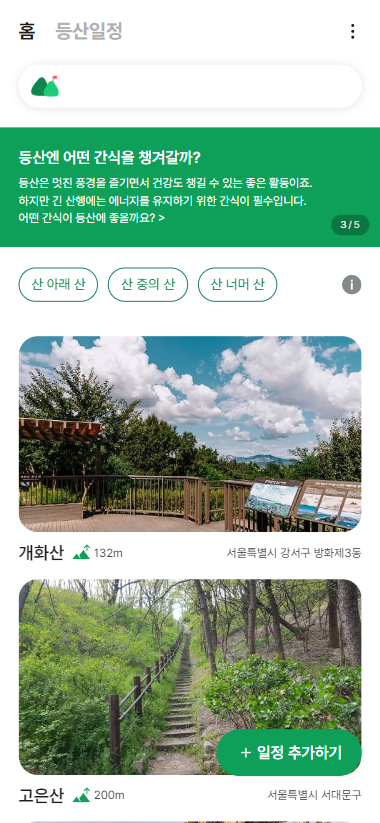 홈 등산일정
등산엔 어떤 간식을 챙겨갈까?
등산은 멋진 풍경을 즐기면서 건강도 챙길 수 있는 좋은 활동이죠.
하지만 긴 산행에는 에너지를 유지하기 위한 간식이 필수입니다.
어떤 간식이 등산에 좋을까요? >
3/5
산 아래 산 산 중의 산 산 너머 산
개화산 132m 서울특별시 강서구 방화제3동
+ 일정 추가하기
고은산 200m 서울특별시 서대문구